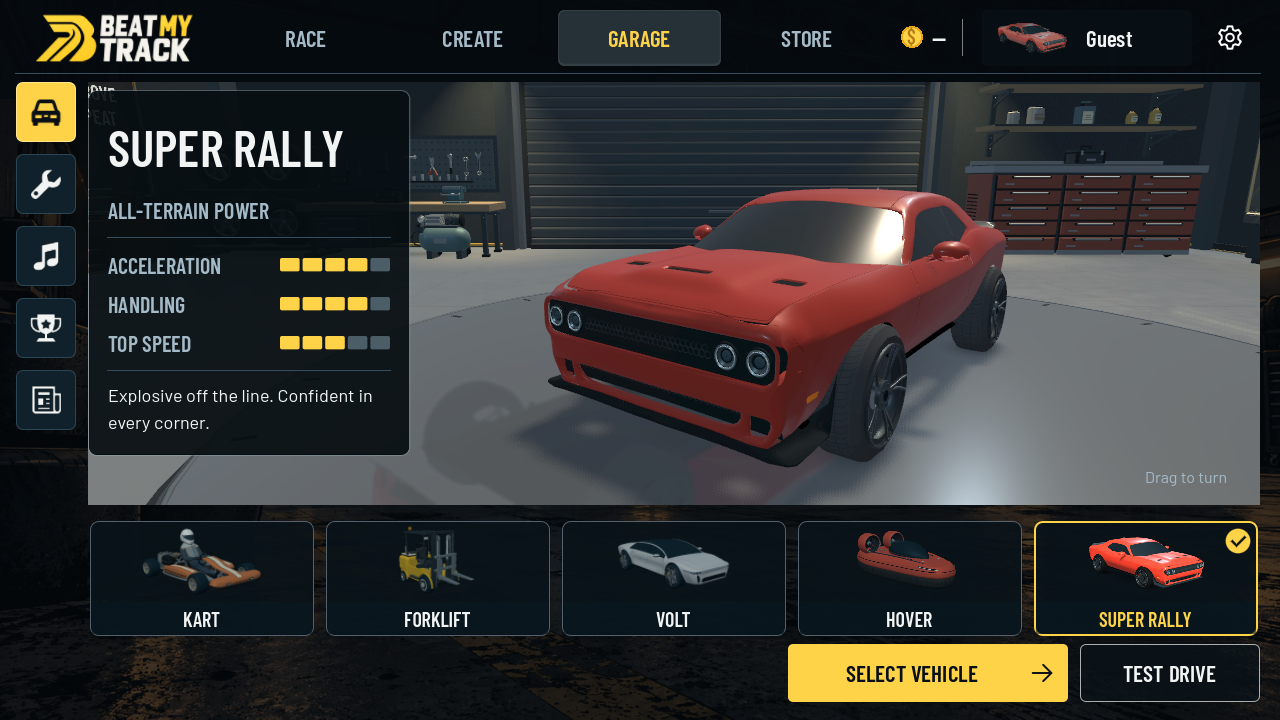 BEAT MY
TRACK
RACE
CREATE
GARAGE
STORE
–
Guest
SUPER RALLY
ALL-TERRAIN POWER
ACCELERATION
HANDLING
TOP SPEED
Explosive off the line. Confident in
every corner.
Drag to turn
KART
FORKLIFT
VOLT
HOVER
SUPER RALLY
SELECT VEHICLE
TEST DRIVE